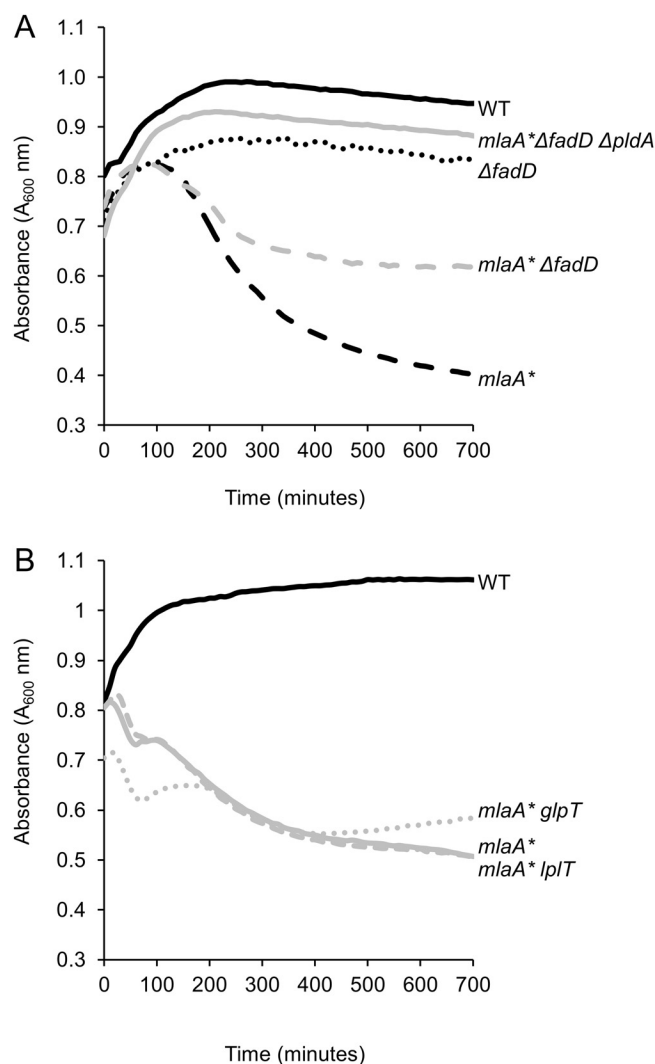 A
1.1
1.0
0.9
0.8
0.7
0.6
0.5
0.4
0.3
Absorbance (A600 nm)
WT
mlaA*ΔfadD ΔpldA
ΔfadD
mlaA* ΔfadD
mlaA*
0 100 200 300 400 500 600 700
Time (minutes)
B
1.1
1
0.9
0.8
0.7
0.6
0.5
0.4
0.3
Absorbance (A600 nm)
WT
mlaA* glpT
mlaA*
mlaA* lplT
0 100 200 300 400 500 600 700
Time (minutes)